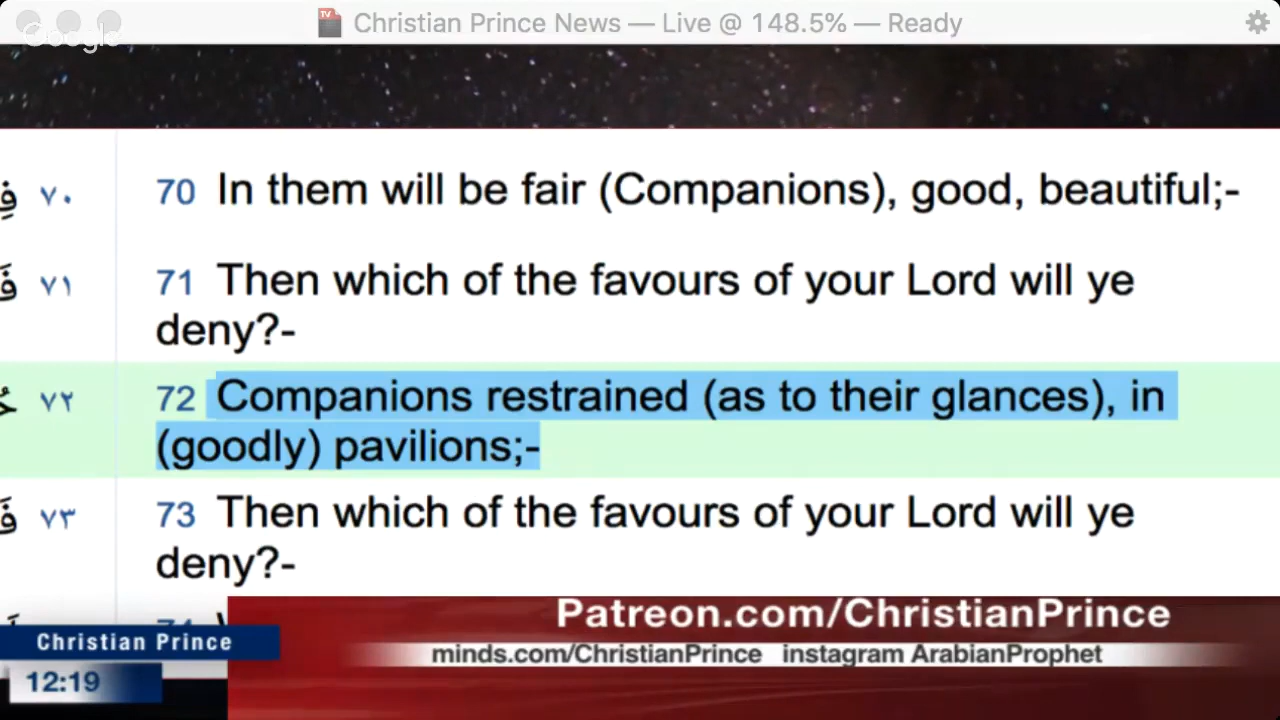 Christian Prince News — Live @ 148.5% — Ready
Google
TV
٧٠ 70 In them will be fair (Companions), good, beautiful;-
٧١ 71 Then which of the favours of your Lord will ye
deny?-
٧٢ 72 Companions restrained (as to their glances), in
(goodly) pavilions;-
٧٣ 73 Then which of the favours of your Lord will ye
deny?-
Patreon.com/ChristianPrince
Christian Prince
minds.com/ChristianPrince instagram ArabianProphet
12:19